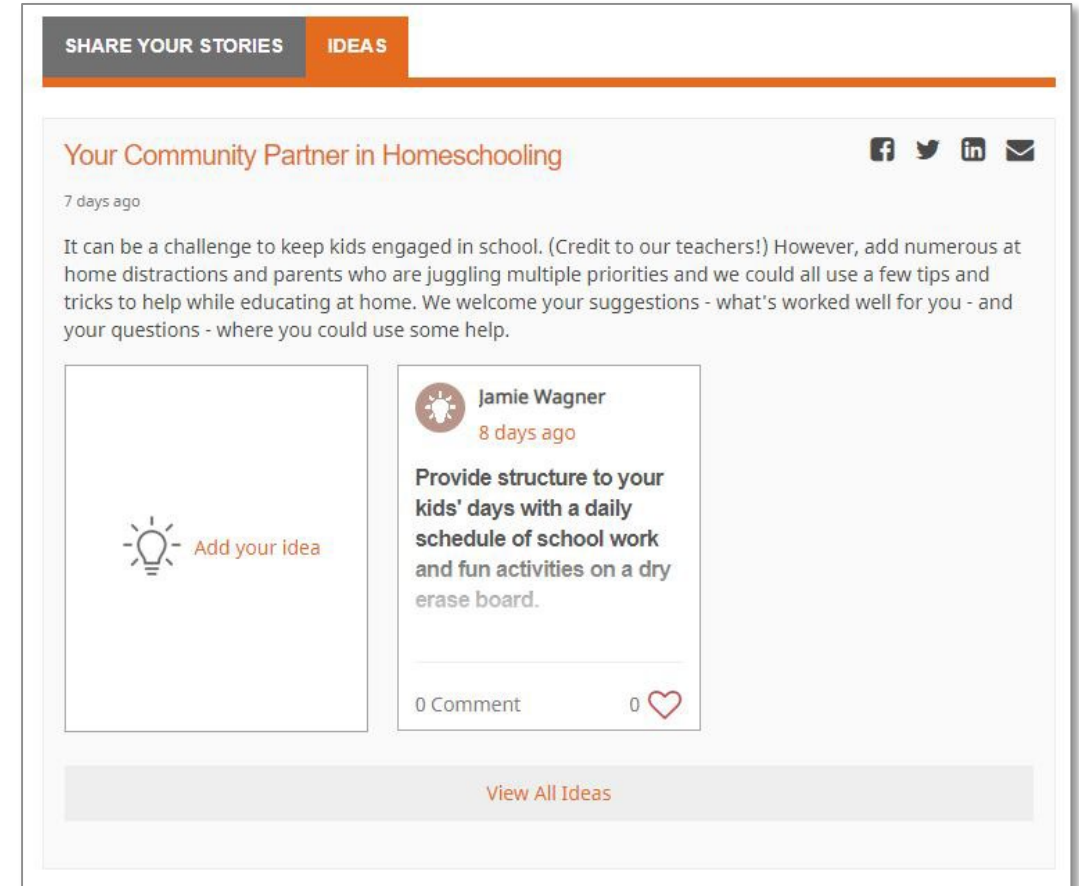 SHARE YOUR STORIES IDEAS
Your Community Partner in Homeschooling
7 days ago
It can be a challenge to keep kids engaged in school. (Credit to our teachers!) However, add numerous at
home distractions and parents who are juggling multiple priorities and we could all use a few tips and
tricks to help while educating at home. We welcome your suggestions - what's worked well for you - and
your questions - where you could use some help.
Add your idea
Jamie Wagner
8 days ago
Provide structure to your
kids' days with a daily
schedule of school work
and fun activities on a dry
erase board.
0 Comment 0
View All Ideas